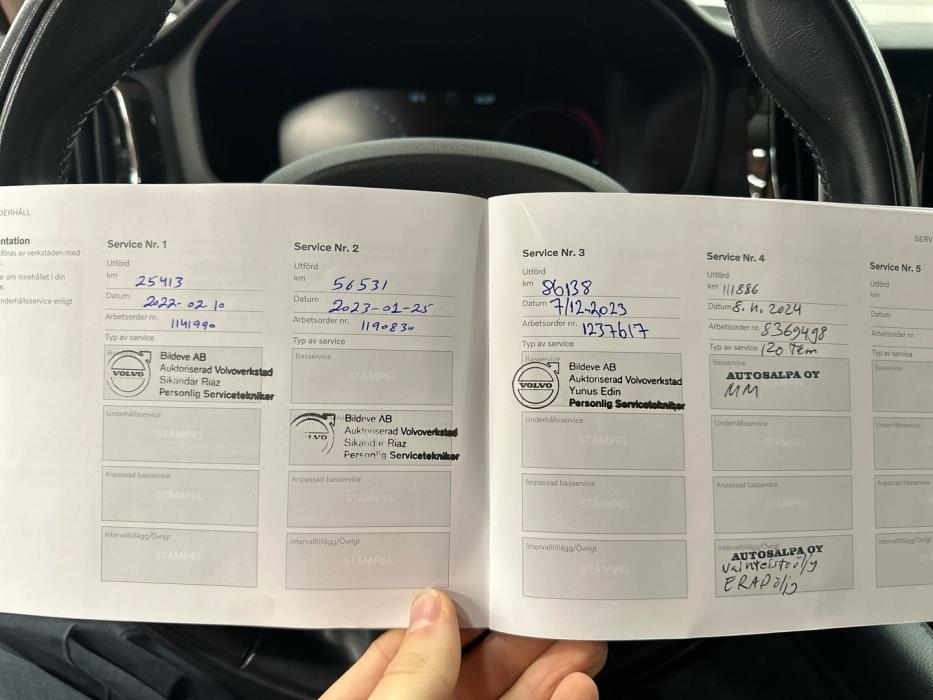 DERHÅLL
ntation
föras av verkstaden med
ar om innehållet i din
nderhållsservice enligt
Service Nr. 1
Utförd
km 25413
Datum 2022-02-10
Arbetsorder nr. 1141990
Typ av service
VOLVO
Bildeve AB
Auktoriserad Volvoverkstad
Sikandar Riaz
Personlig Servicetekniker
Underhållsservice
STÄMPEL
Anpassad basservice
STÄMPEL
Intervalltillägg/Övrigt
STÄMPEL
Service Nr. 2
Utförd
km 56531
Datum 2023-01-25
Arbetsorder nr. 1190830
Typ av service
Basservice
STÄMPEL
Bildeve AB
Auktoriserad Volvoverkstad
Sikandar Riaz
Personlig Servicetekniker
Anpassad basservice
STÄMPEL
Intervalltillägg/Övrigt
STÄMPEL
SERV
Service Nr. 3
Utförd
km 86138
Datum 7/12-2023
Arbetsorder nr. 1237617
Typ av service
Basservice
VOLVO
Bildeve AB
Auktoriserad Volvoverkstad
Yunus Edin
Personlig Servicetekniker
Underhållsservice
STÄMPEL
Anpassad basservice
STÄMPEL
Intervalltillägg/Övrigt
STÄMPEL
Service Nr. 4
Utförd
km 111886
Datum 8.11.2024
Arbetsorder nr. 8369498
Typ av service 120 Tkm
Basservice
AUTOSALPA OY
MM
Underhållsservice
STÄMPEL
Anpassad basservice
STÄMPEL
Intervalltillägg/Övrigt
AUTOSALPA OY
ERAD öljy
Service Nr. 5
Utförd
km
Datum
Arbetsorder nr.
Typ av service
Basservice
Underhållsservice
Anpassad basservice
Intervalltillägg/Övrigt